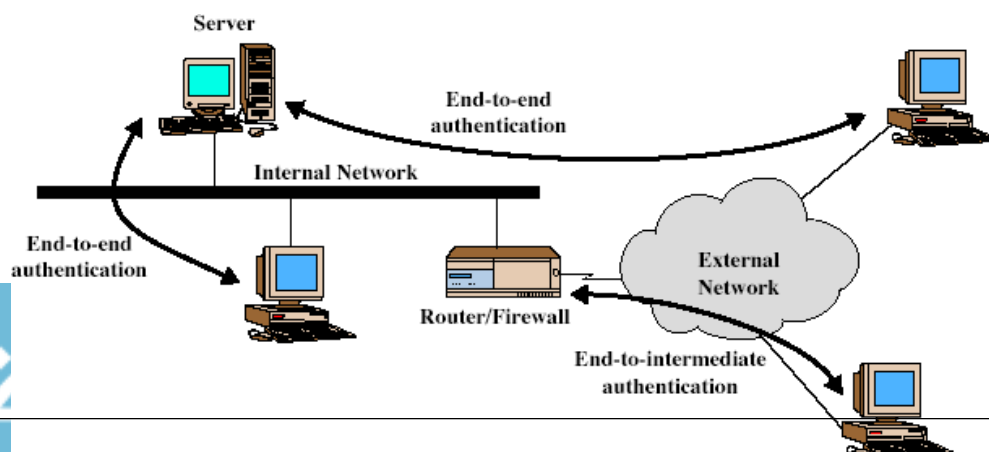 Server
End-to-end
authentication
Internal Network
End-to-end
authentication
External
Network
Router/Firewall
End-to-intermediate
authentication